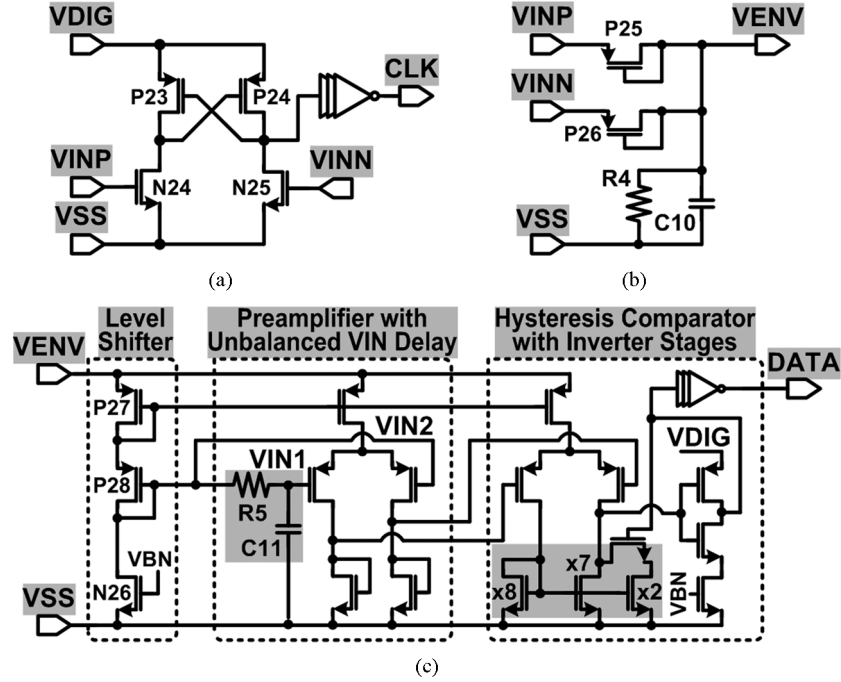 VDIG
P23
P24
CLK
VINP
N24
N25
VINN
VSS
(a)
VINP
P25
VENV
VINN
P26
R4
C10
VSS
(b)
Level
Shifter
Preamplifier with
Unbalanced VIN Delay
Hysteresis Comparator
with Inverter Stages
VENV
DATA
P27
VIN2
VDIG
P28
VIN1
R5
C11
VBN
N26
x8
x7
x2
VBN
VSS
(c)